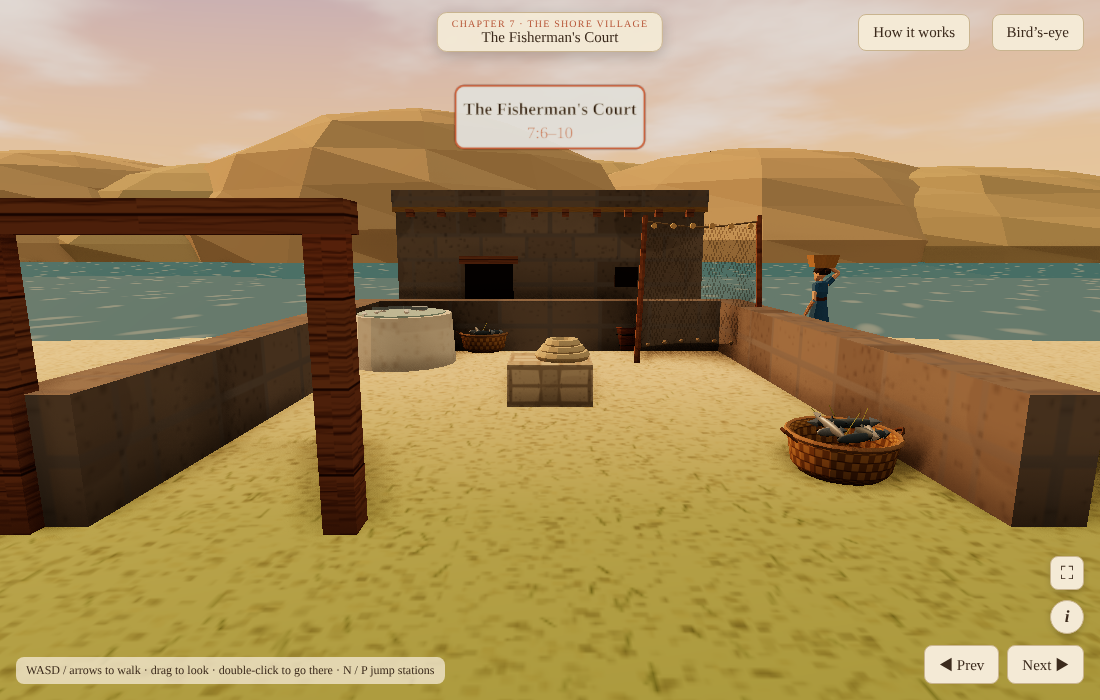 CHAPTER 7 · THE SHORE VILLAGE
The Fisherman's Court
How it works
Bird's-eye
The Fisherman's Court
7:6–10
i
WASD / arrows to walk · drag to look · double-click to go there · N / P jump stations
◀ Prev
Next ▶